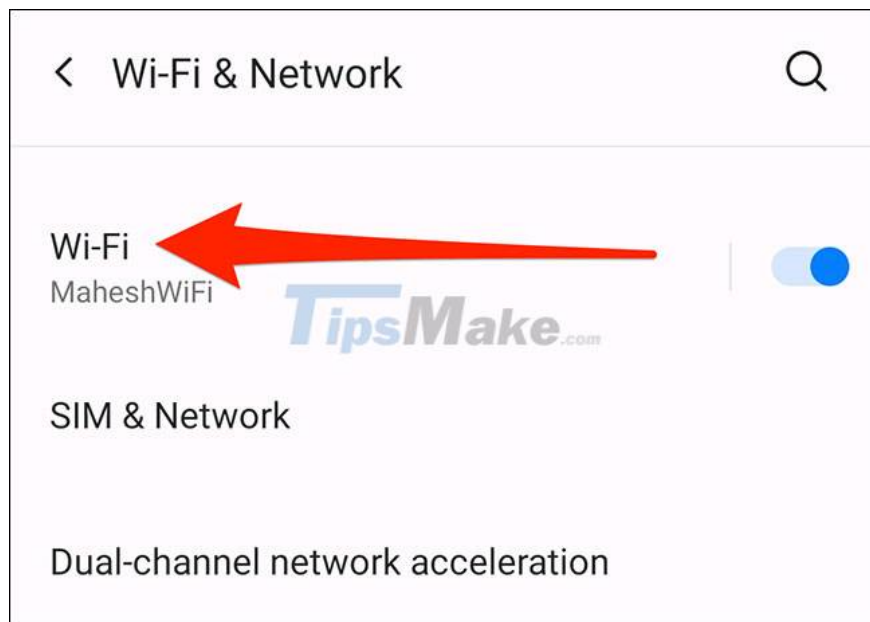 Wi-Fi & Network
Wi-Fi
MaheshWiFi
TipsMake.com
SIM & Network
Dual-channel network acceleration